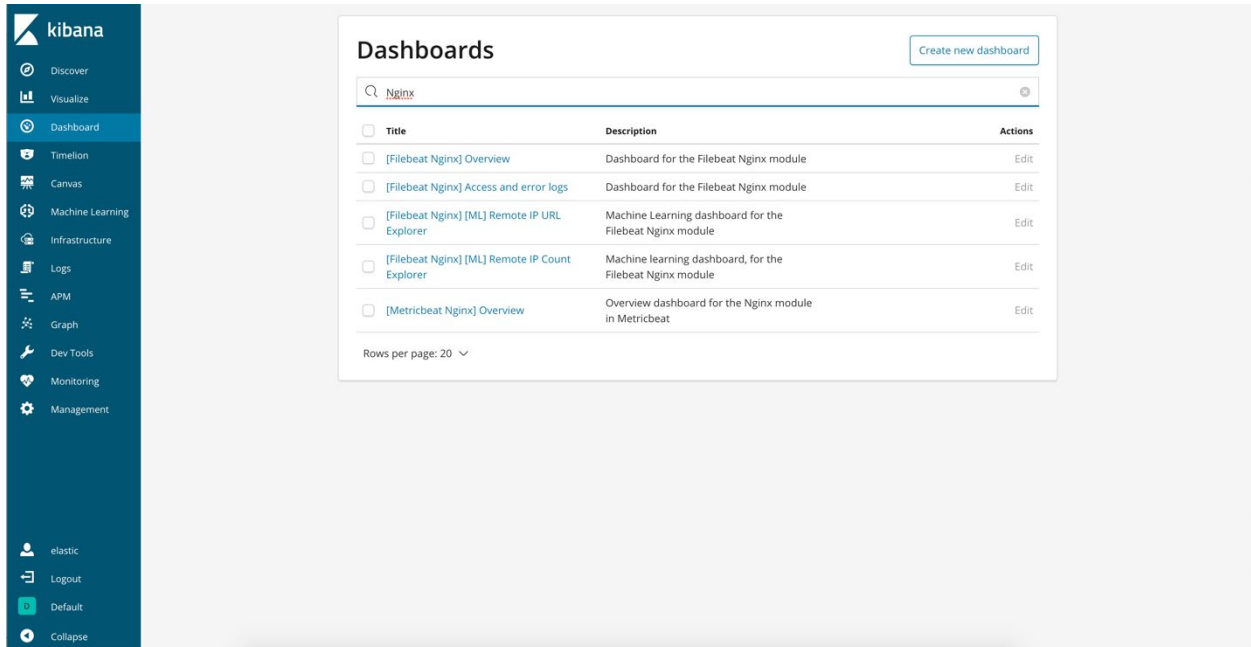 kibana
Discover
Visualize
Dashboard
Timelion
Canvas
Machine Learning
Infrastructure
Logs
APM
Graph
Dev Tools
Monitoring
Management
elastic
Logout
D
Default
Collapse
Dashboards
Create new dashboard
Nginx
Title Description Actions
[Filebeat Nginx] Overview Dashboard for the Filebeat Nginx module Edit
[Filebeat Nginx] Access and error logs Dashboard for the Filebeat Nginx module Edit
[Filebeat Nginx] [ML] Remote IP URL Machine Learning dashboard for the
Explorer Filebeat Nginx module Edit
[Filebeat Nginx] [ML] Remote IP Count Machine learning dashboard, for the
Explorer Filebeat Nginx module Edit
[Metricbeat Nginx] Overview Overview dashboard for the Nginx module
in Metricbeat Edit
Rows per page: 20